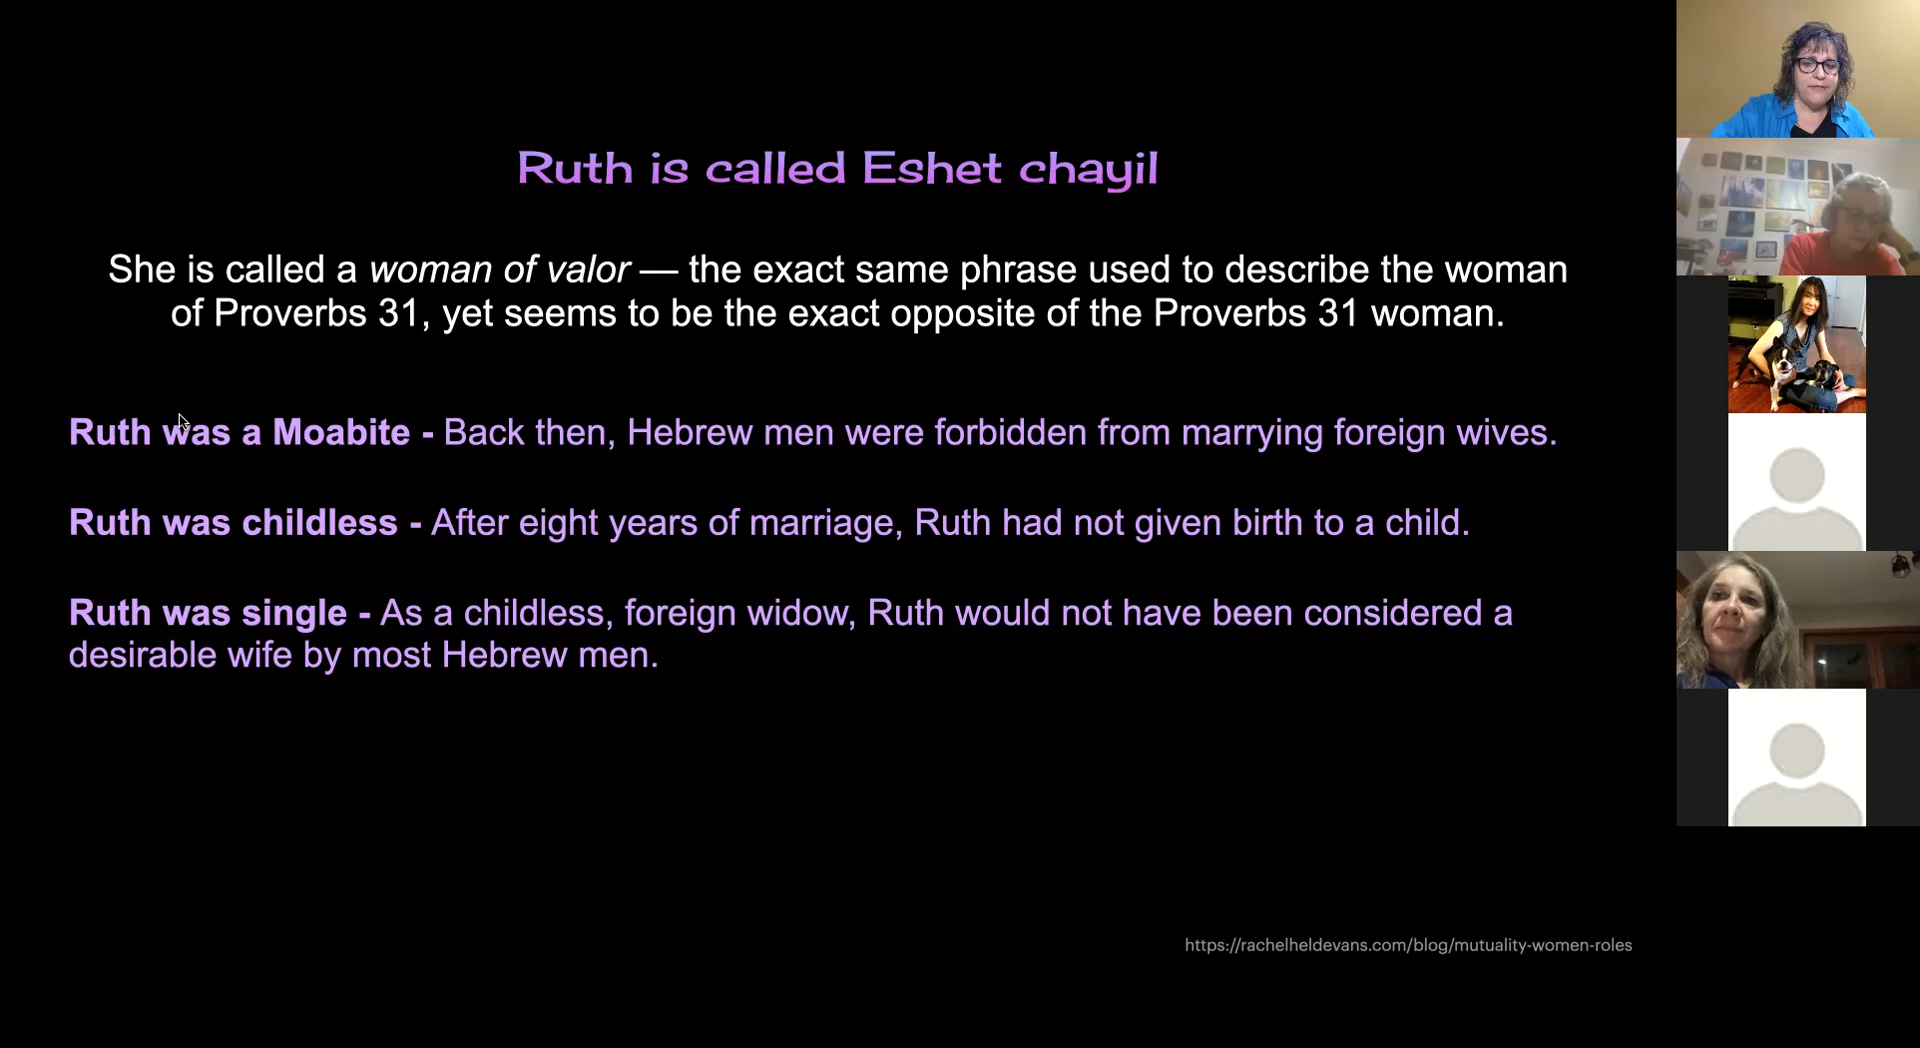 Ruth is called Eshet chayil
She is called a woman of valor — the exact same phrase used to describe the woman
of Proverbs 31, yet seems to be the exact opposite of the Proverbs 31 woman.
Ruth was a Moabite - Back then, Hebrew men were forbidden from marrying foreign wives.
Ruth was childless - After eight years of marriage, Ruth had not given birth to a child.
Ruth was single - As a childless, foreign widow, Ruth would not have been considered a
desirable wife by most Hebrew men.
https://rachelheldevans.com/blog/mutuality-women-roles